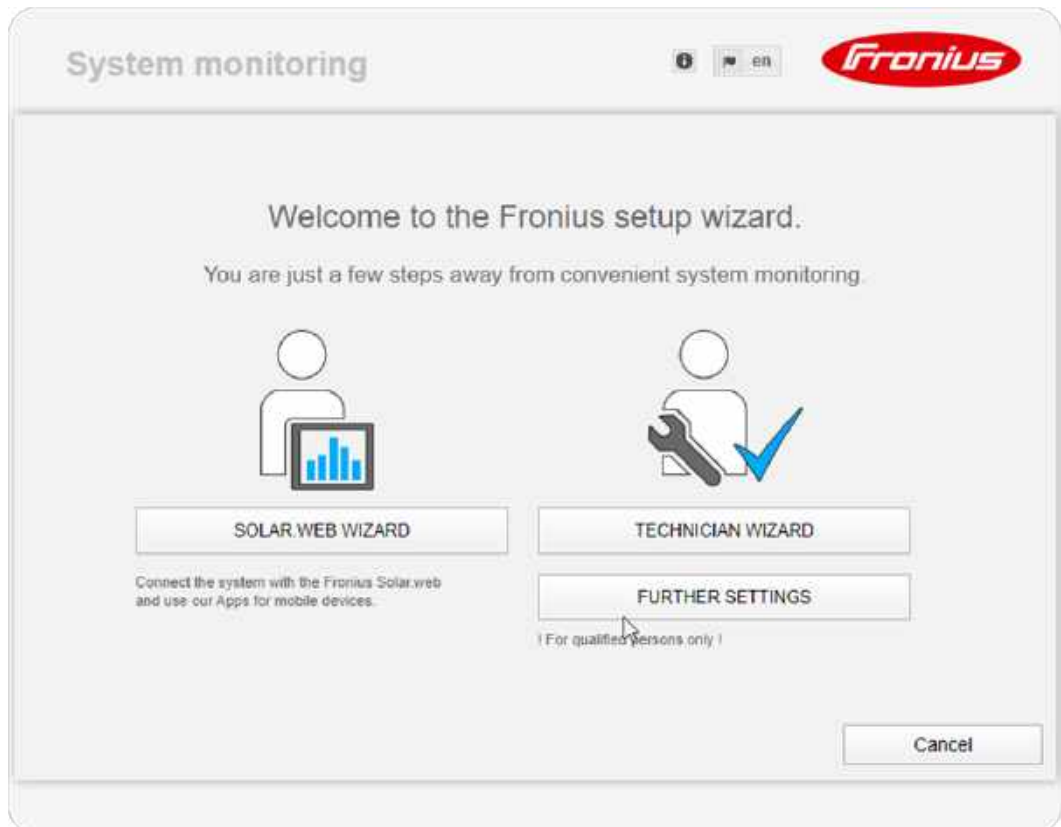 System monitoring
en
Fronius
Welcome to the Fronius setup wizard.
You are just a few steps away from convenient system monitoring.
SOLAR.WEB WIZARD
TECHNICIAN WIZARD
Connect the system with the Fronius Solar.web
and use our Apps for mobile devices.
FURTHER SETTINGS
! For qualified persons only !
Cancel